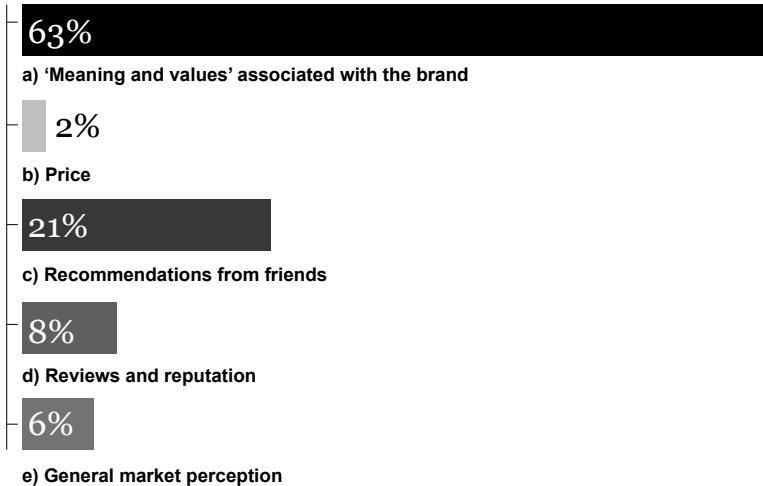 63%
a) ‘Meaning and values’ associated with the brand
2%
b) Price
21%
c) Recommendations from friends
8%
d) Reviews and reputation
6%
e) General market perception